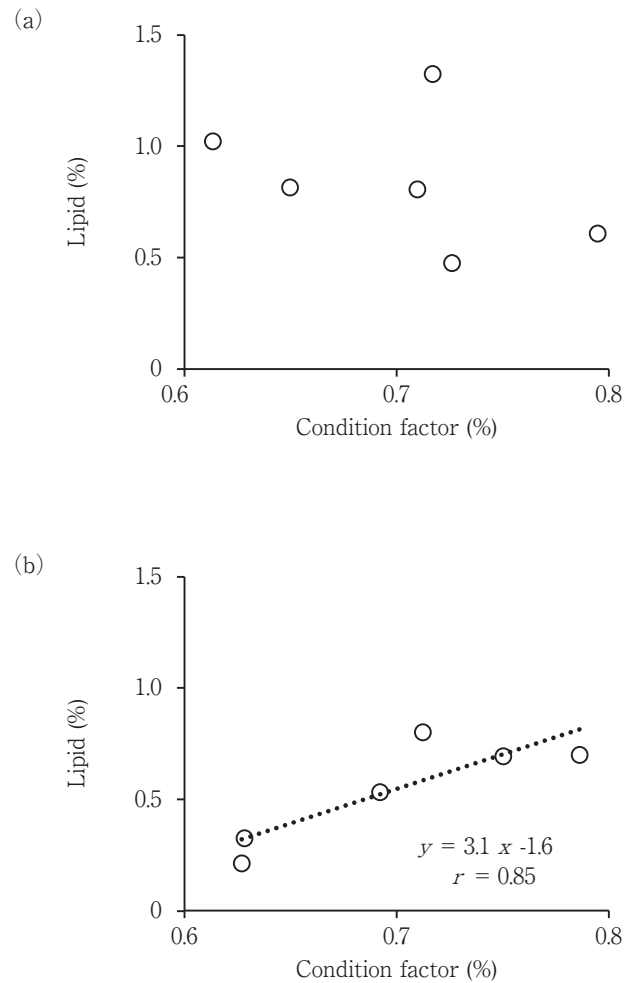 (a)
1.5
1.0
0.5
0
Lipid (%)
0.6
0.7
0.8
Condition factor (%)
(b)
1.5
1.0
0.5
0
Lipid (%)
y = 3.1 x -1.6
r = 0.85
0.6
0.7
0.8
Condition factor (%)